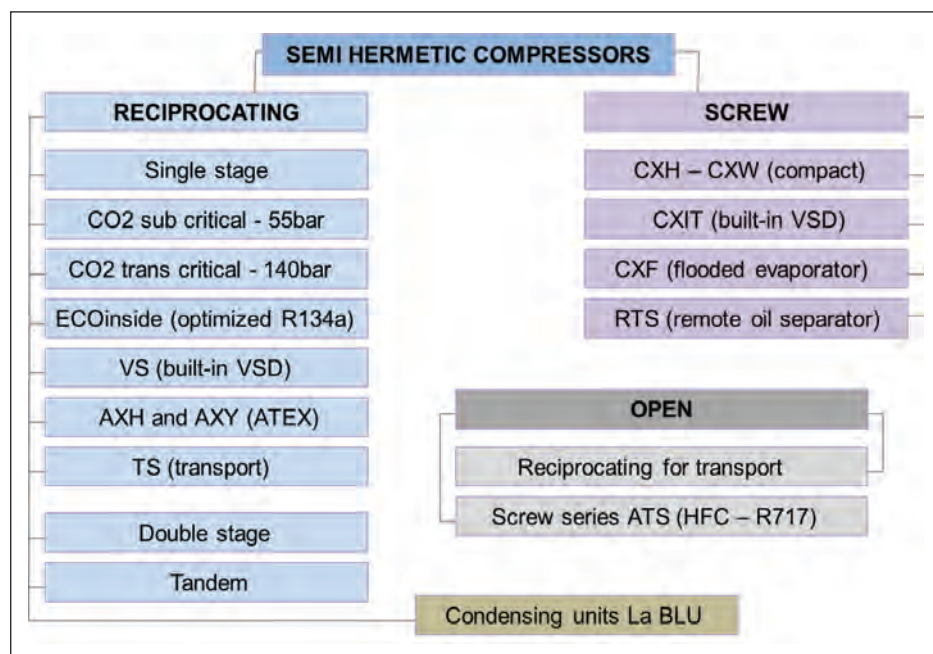 SEMI HERMETIC COMPRESSORS
RECIPROCATING
Single stage
CO2 sub critical - 55bar
CO2 trans critical - 140bar
ECOinside (optimized R134a)
VS (built-in VSD)
AXH and AXY (ATEX)
TS (transport)
Double stage
Tandem
SCREW
CXH – CXW (compact)
CXIT (built-in VSD)
CXF (flooded evaporator)
RTS (remote oil separator)
OPEN
Reciprocating for transport
Screw series ATS (HFC – R717)
Condensing units La BLU